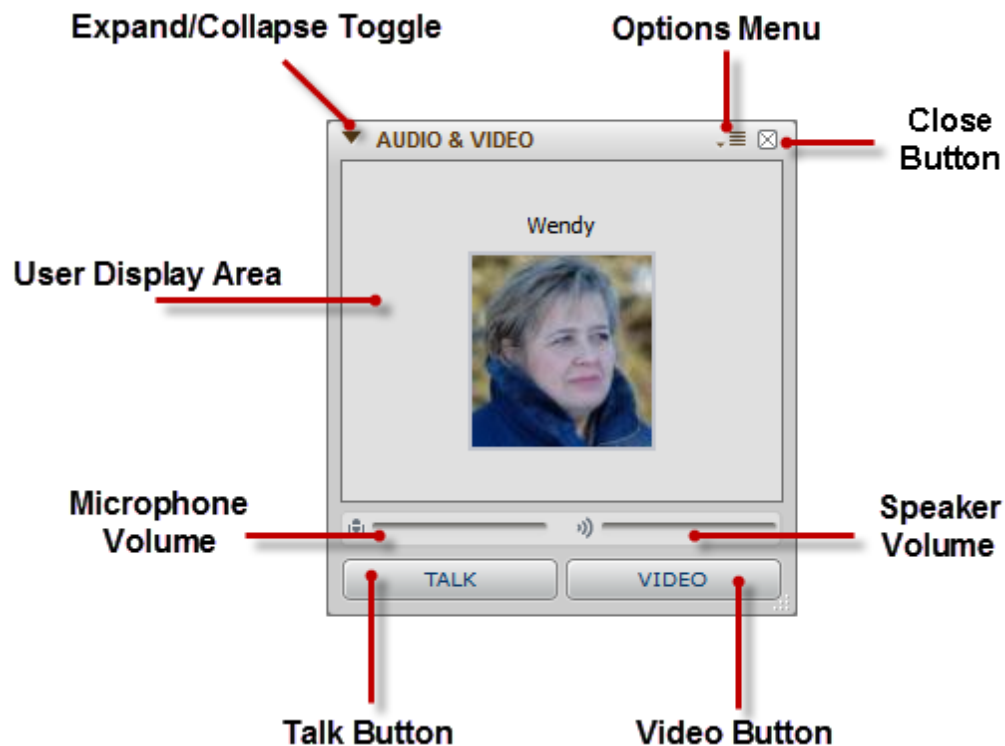 Expand/Collapse Toggle
Options Menu
Close
Button
AUDIO & VIDEO
Wendy
User Display Area
Microphone
Volume
Speaker
Volume
TALK
VIDEO
Talk Button
Video Button